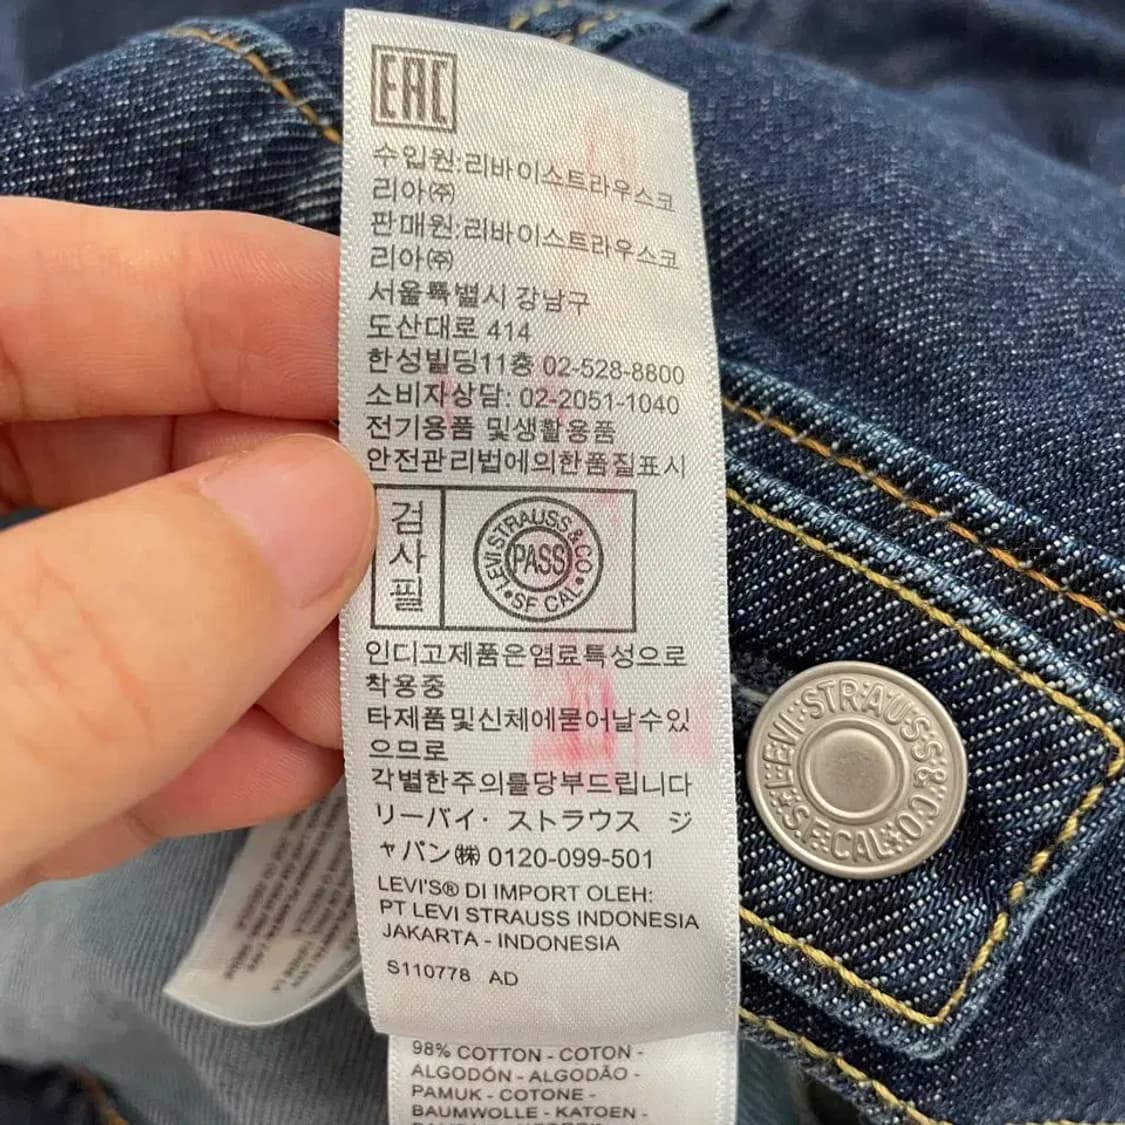 EAC
수입원:리바이스트라우스코
리아㈜
판매원:리바이스트라우스코
리아㈜
서울특별시 강남구
도산대로 414
한성빌딩11층 02-528-8800
소비자상담: 02-2051-1040
전기용품 및생활용품
안전관리법에의한품질표시
검사필
LEVI STRAUSS & CO
PASS
SF CAL
인디고제품은염료특성으로
착용중
타제품및신체에묻어날수있
으므로
각별한주의를당부드립니다
リーバイ・ ストラウス ジ
ャパン㈱ 0120-099-501
LEVI'S® DI IMPORT OLEH:
PT LEVI STRAUSS INDONESIA
JAKARTA - INDONESIA
S110778 AD
98% COTTON - COTON -
ALGODÓN - ALGODÃO -
PAMUK - COTONE -
BAUMWOLLE - KATOEN -
LEVI STRAUSS & CO.
S.F. CAL.